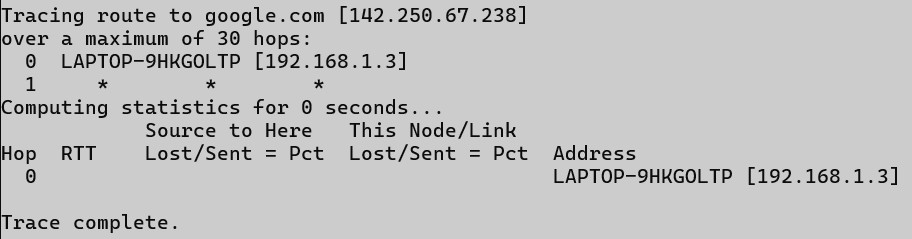 Tracing route to google.com [142.250.67.238]
over a maximum of 30 hops:
  0  LAPTOP-9HKGOLTP [192.168.1.3]
  1     *        *        *
Computing statistics for 0 seconds...
            Source to Here   This Node/Link
Hop  RTT    Lost/Sent = Pct  Lost/Sent = Pct  Address
  0                                           LAPTOP-9HKGOLTP [192.168.1.3]

Trace complete.